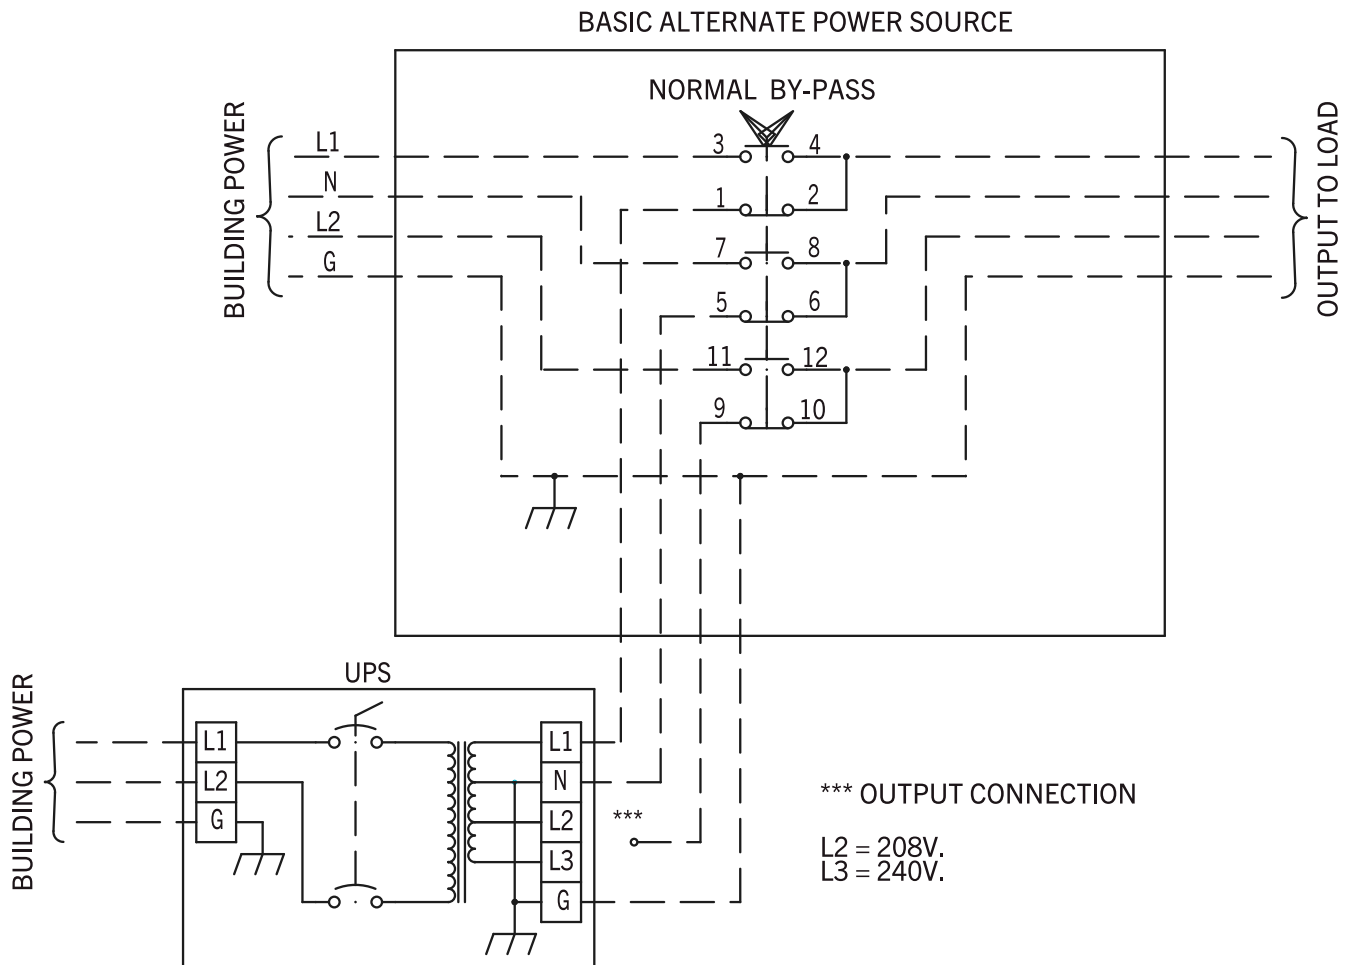 BASIC ALTERNATE POWER SOURCE
NORMAL BY-PASS
BUILDING POWER
L1
N
L2
G
3 4
1 2
7 8
5 6
11 12
9 10
OUTPUT TO LOAD
UPS
BUILDING POWER
L1
L2
G
L1
N
L2
L3
G
***
*** OUTPUT CONNECTION
L2 = 208V.
L3 = 240V.